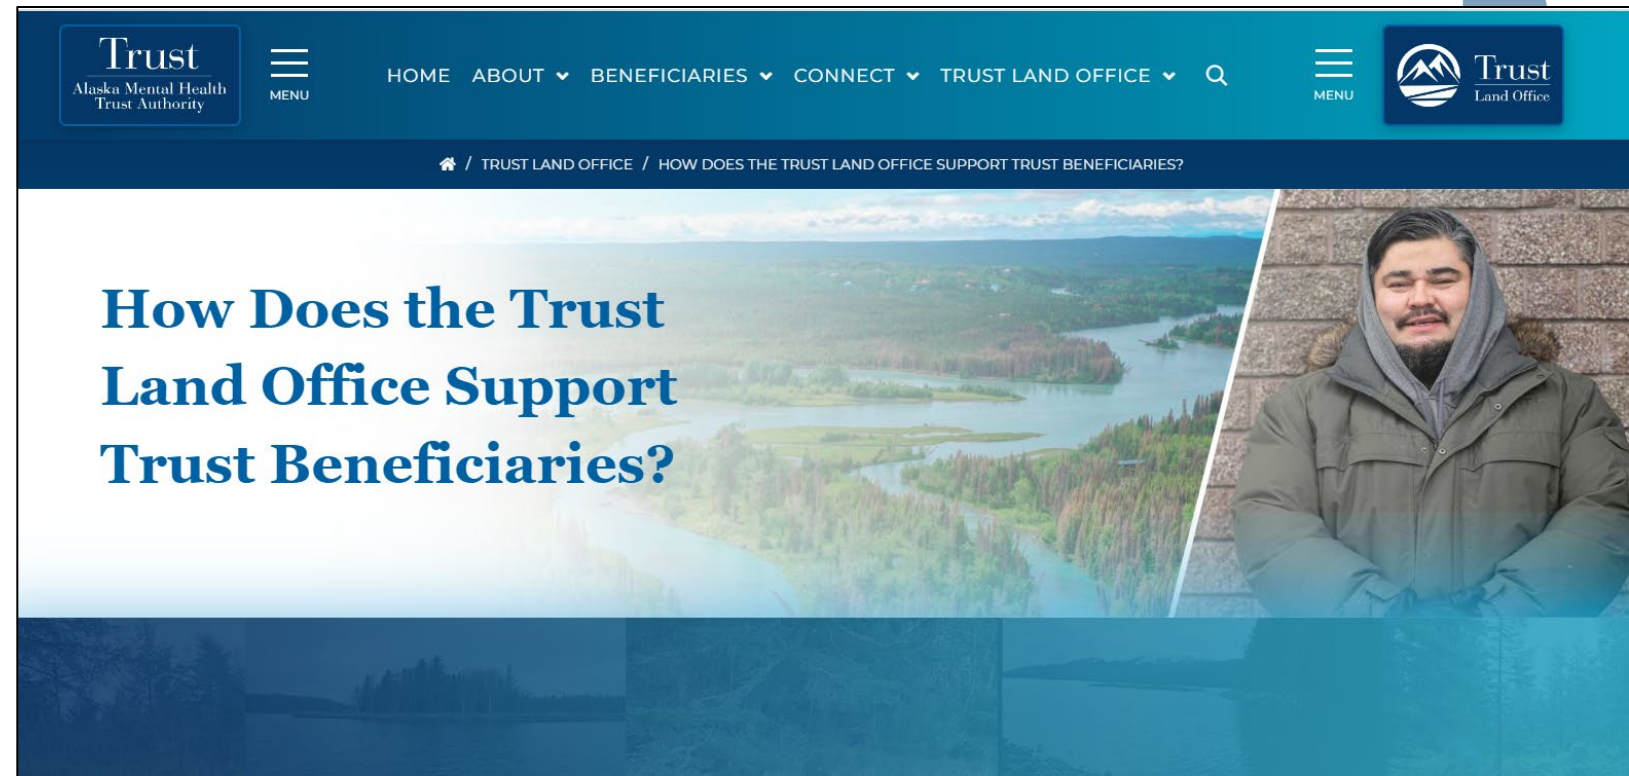 Trust
Alaska Mental Health
Trust Authority
MENU
HOME ABOUT BENEFICIARIES CONNECT TRUST LAND OFFICE
MENU
Trust
Land Office
/ TRUST LAND OFFICE / HOW DOES THE TRUST LAND OFFICE SUPPORT TRUST BENEFICIARIES?
How Does the Trust
Land Office Support
Trust Beneficiaries?